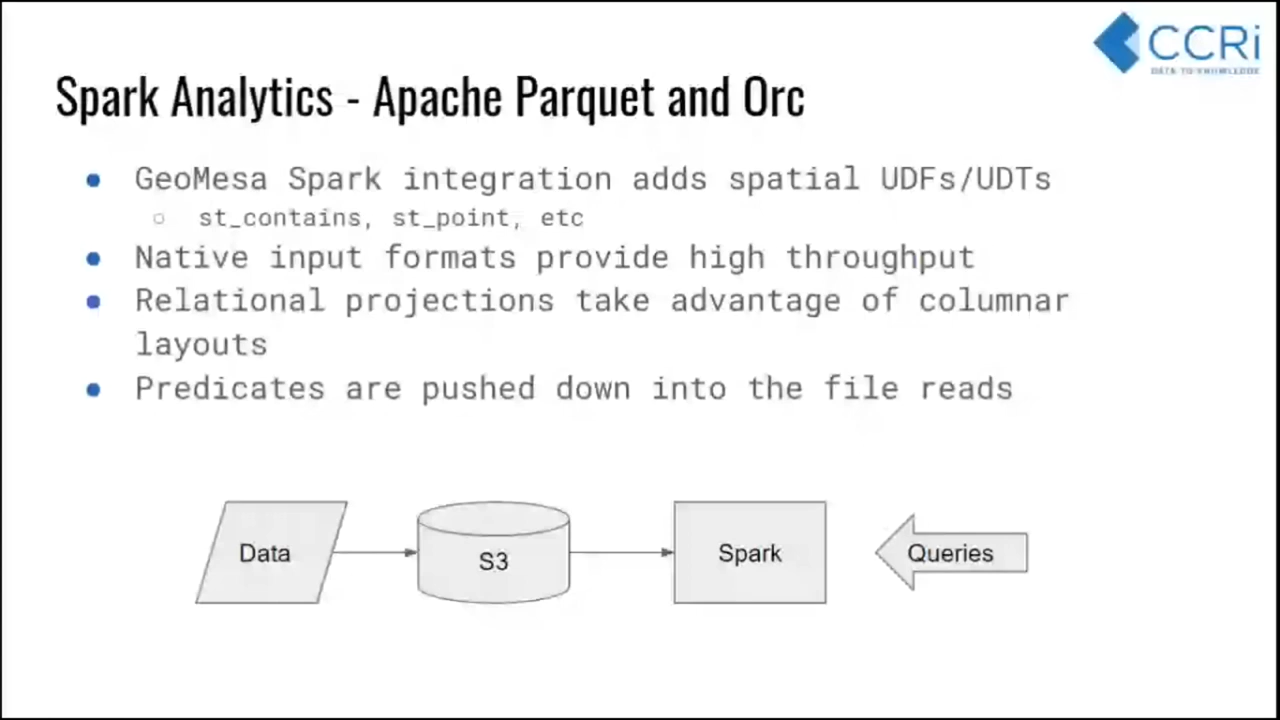 CCRi
DATA TO KNOWLEDGE
Spark Analytics - Apache Parquet and Orc
● GeoMesa Spark integration adds spatial UDFs/UDTs
○ st_contains, st_point, etc
● Native input formats provide high throughput
● Relational projections take advantage of columnar
layouts
● Predicates are pushed down into the file reads
Data
S3
Spark
Queries